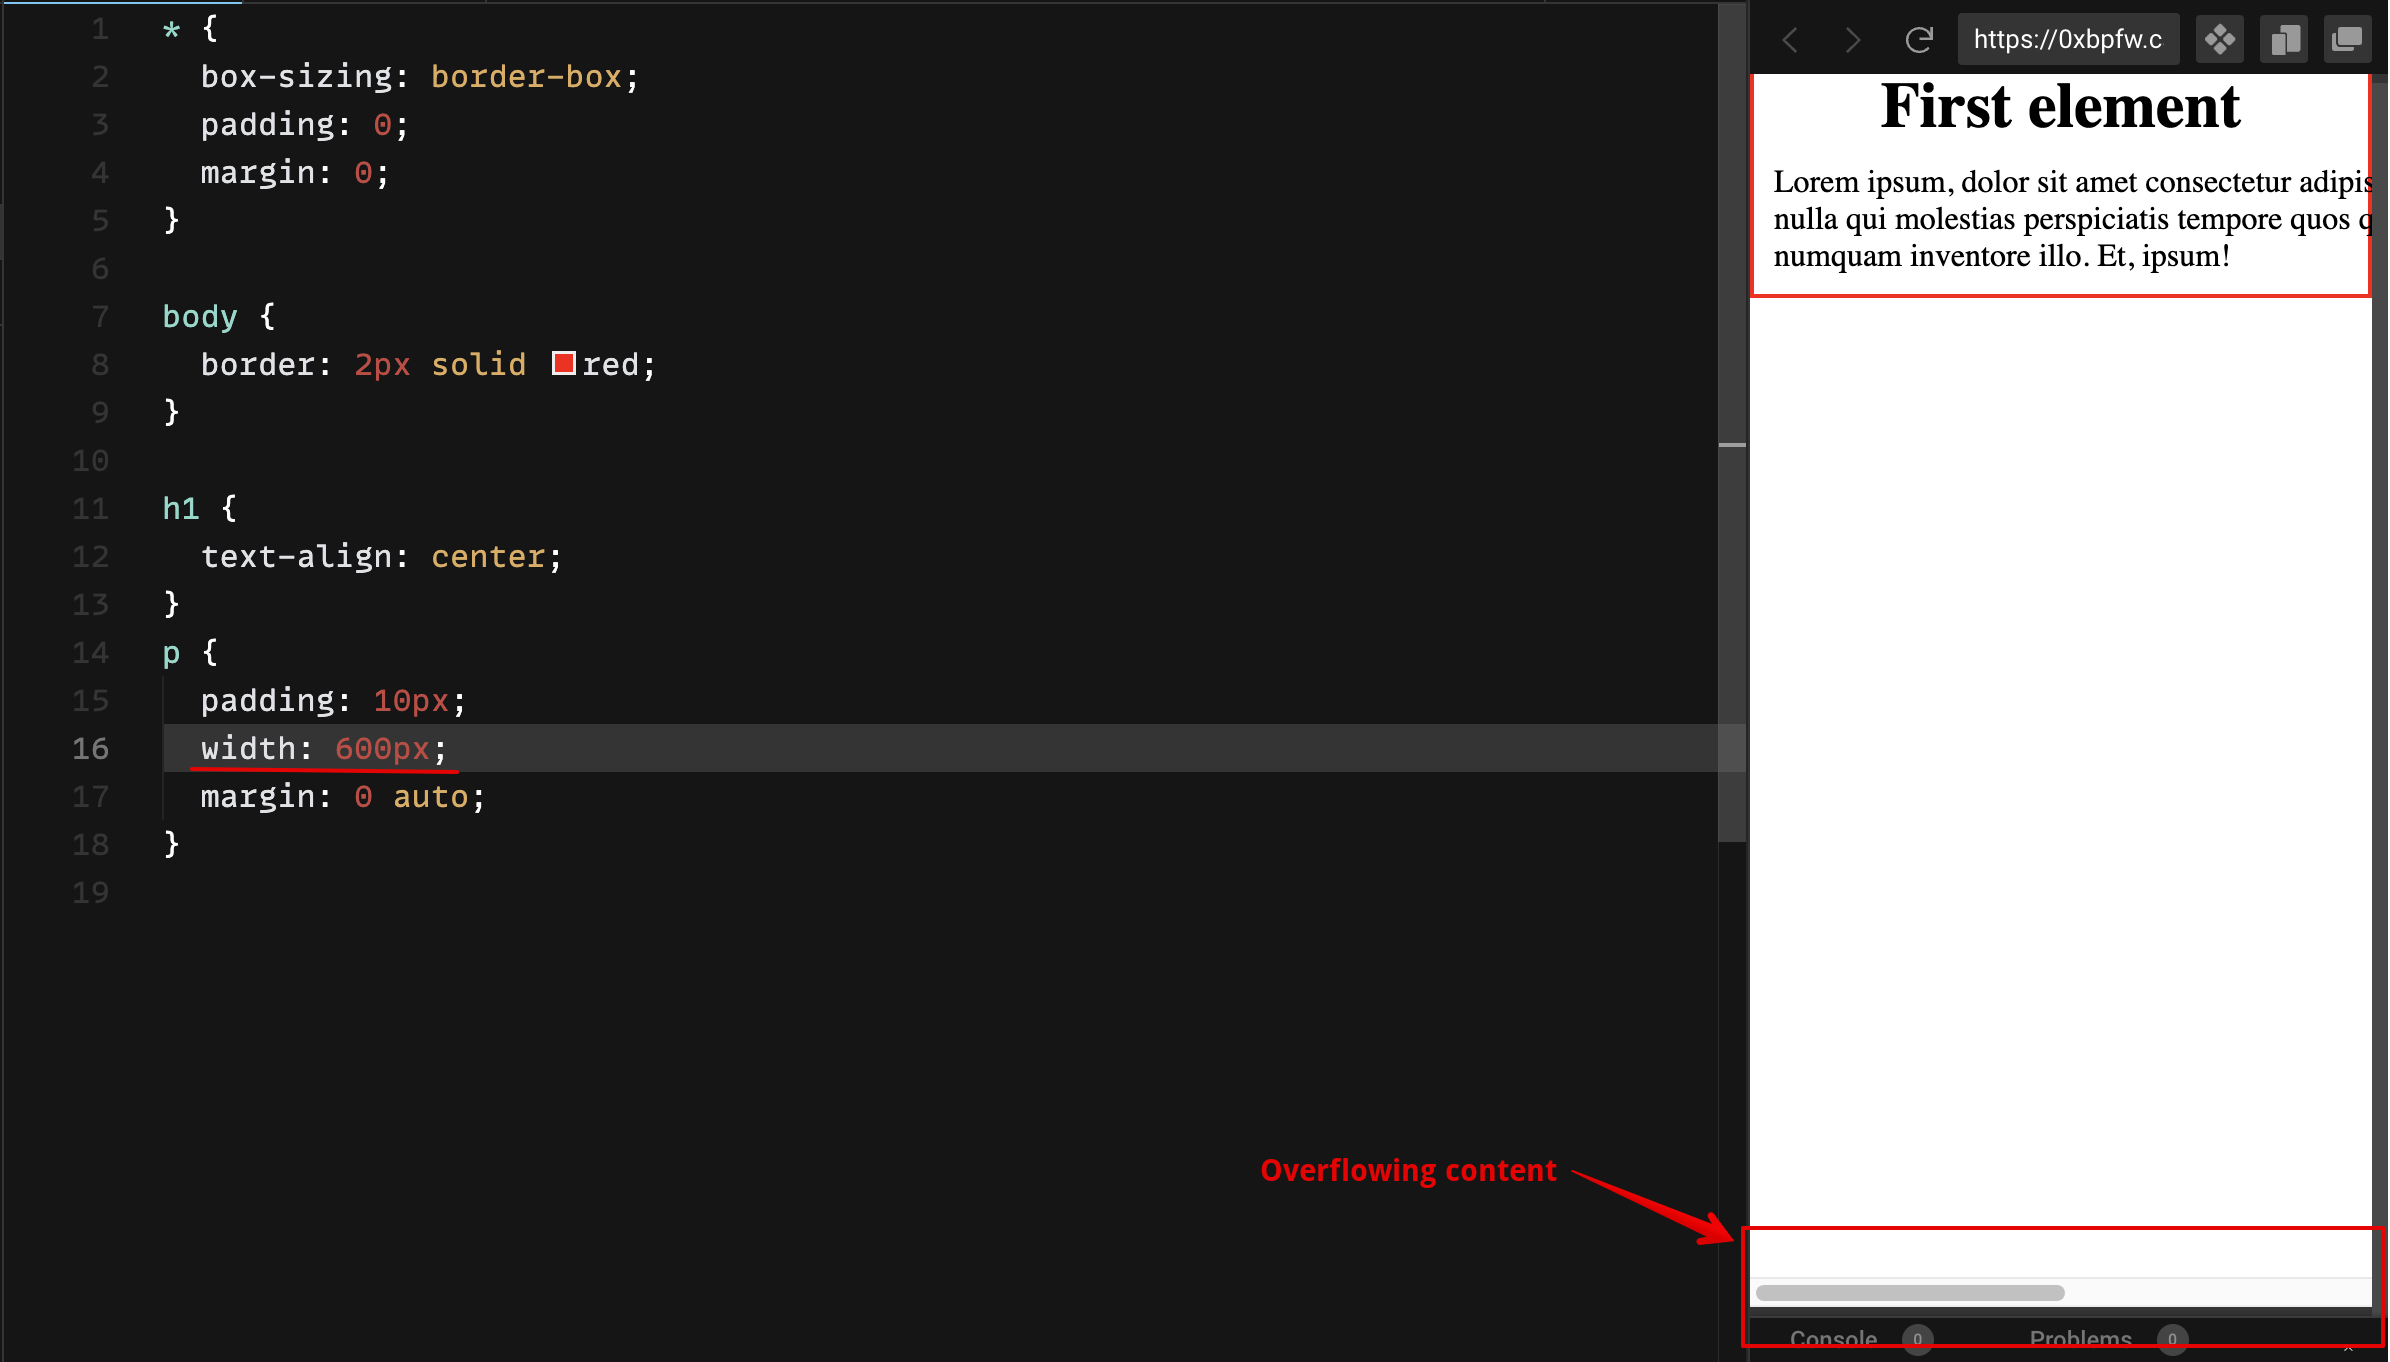 1 * {
2 box-sizing: border-box;
3 padding: 0;
4 margin: 0;
5 }
6
7 body {
8 border: 2px solid red;
9 }
10
11 h1 {
12 text-align: center;
13 }
14 p {
15 padding: 10px;
16 width: 600px;
17 margin: 0 auto;
18 }
19
Overflowing content
https://0xbpfw.c
First element
Lorem ipsum, dolor sit amet consectetur adipis
nulla qui molestias perspiciatis tempore quos q
numquam inventore illo. Et, ipsum!
Console 0 Problems 0